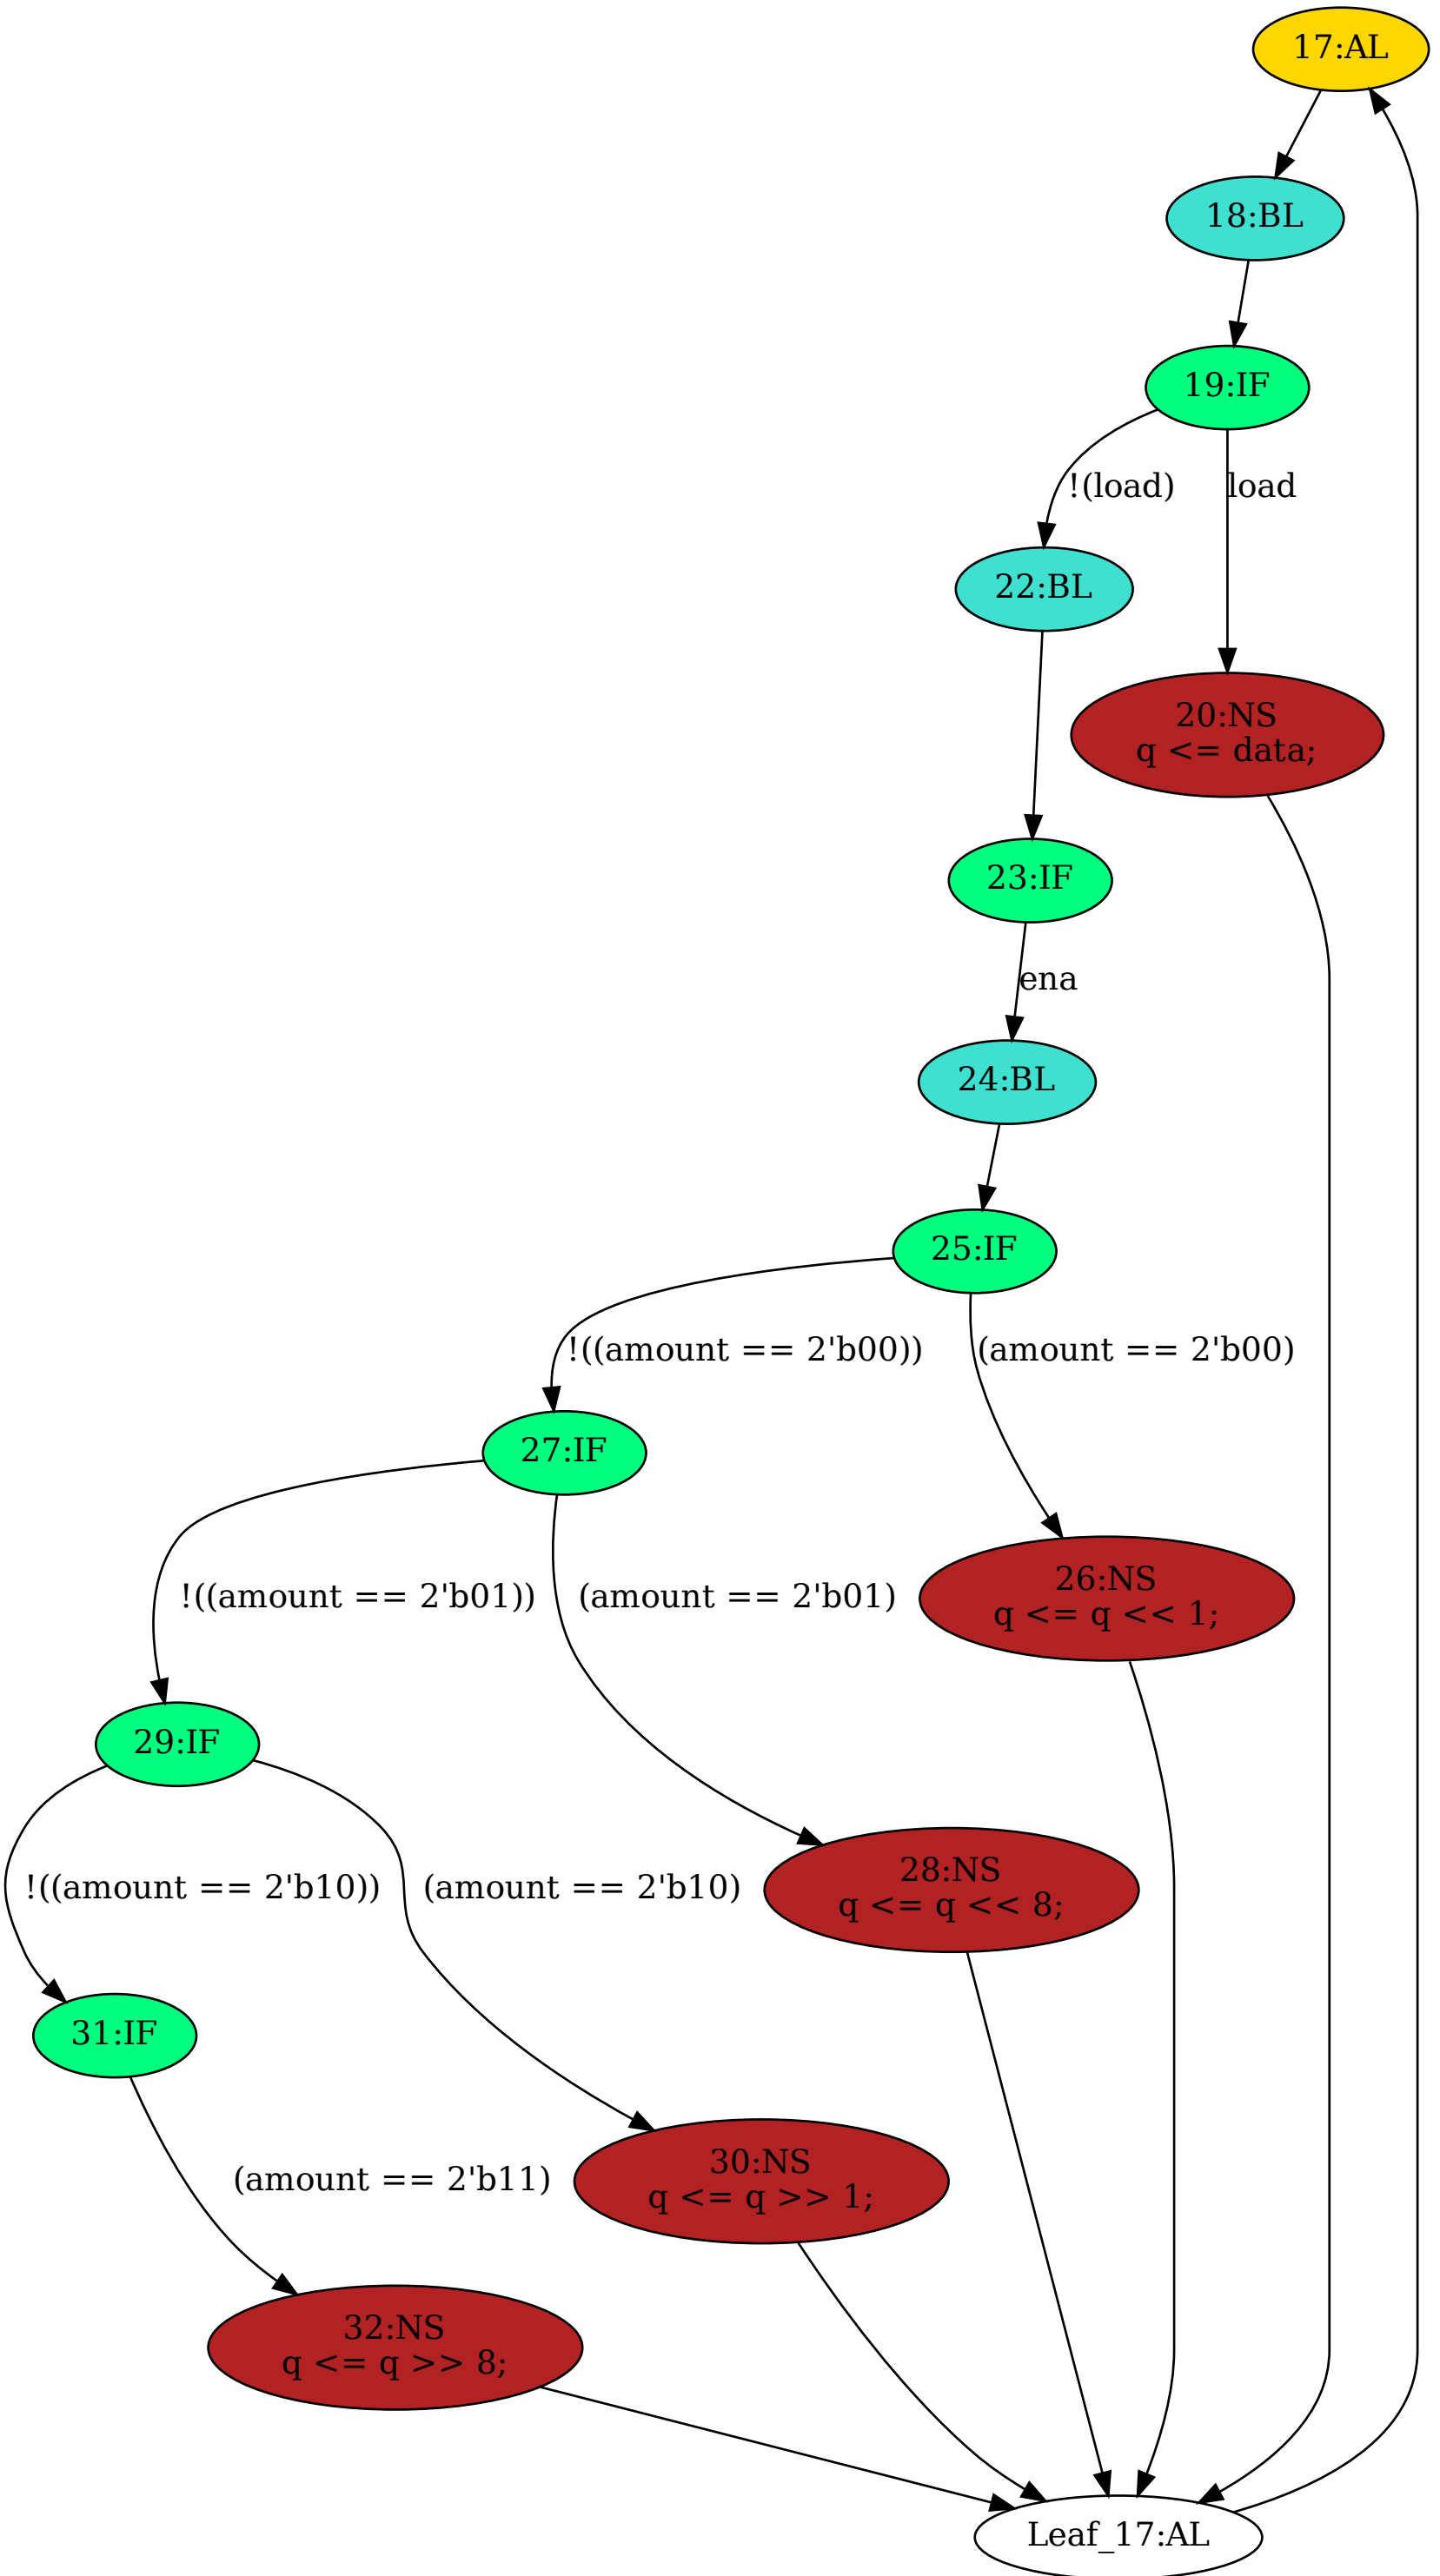 17:AL
18:BL
19:IF
!(load)
load
22:BL
20:NS
q <= data;
23:IF
ena
24:BL
25:IF
!((amount == 2'b00))
(amount == 2'b00)
27:IF
26:NS
q <= q << 1;
!((amount == 2'b01))
(amount == 2'b01)
29:IF
28:NS
q <= q << 8;
!((amount == 2'b10))
(amount == 2'b10)
31:IF
30:NS
q <= q >> 1;
(amount == 2'b11)
32:NS
q <= q >> 8;
Leaf_17:AL